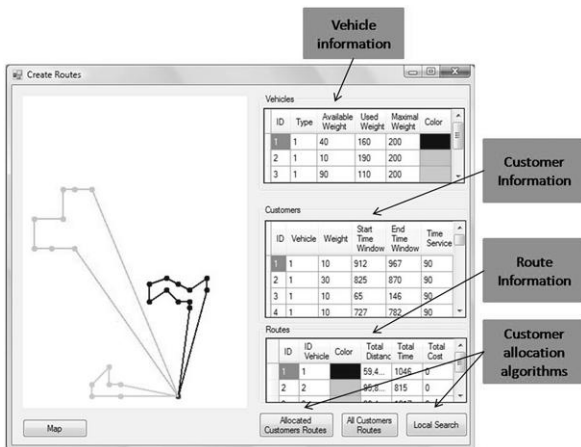 Vehicle
information
Create Routes
Vehicles
ID Type Available Weight Used Weight Maximal Weight Color
1 1 40 160 200
2 1 10 190 200
3 1 90 110 200
Customer
Information
Customers
ID Vehicle Weight Start Time Window End Time Window Time Service
1 1 10 912 967 90
2 1 30 825 870 90
3 1 10 65 146 90
4 1 10 727 782 90
Route
Information
Routes
ID ID Vehicle Color Total Distanc Total Time Total Cost
1 1 59,4... 1046 0
2 2 95,8... 815 0
Customer
allocation
algorithms
Map
Allocated Customers Routes
All Customers Routes
Local Search